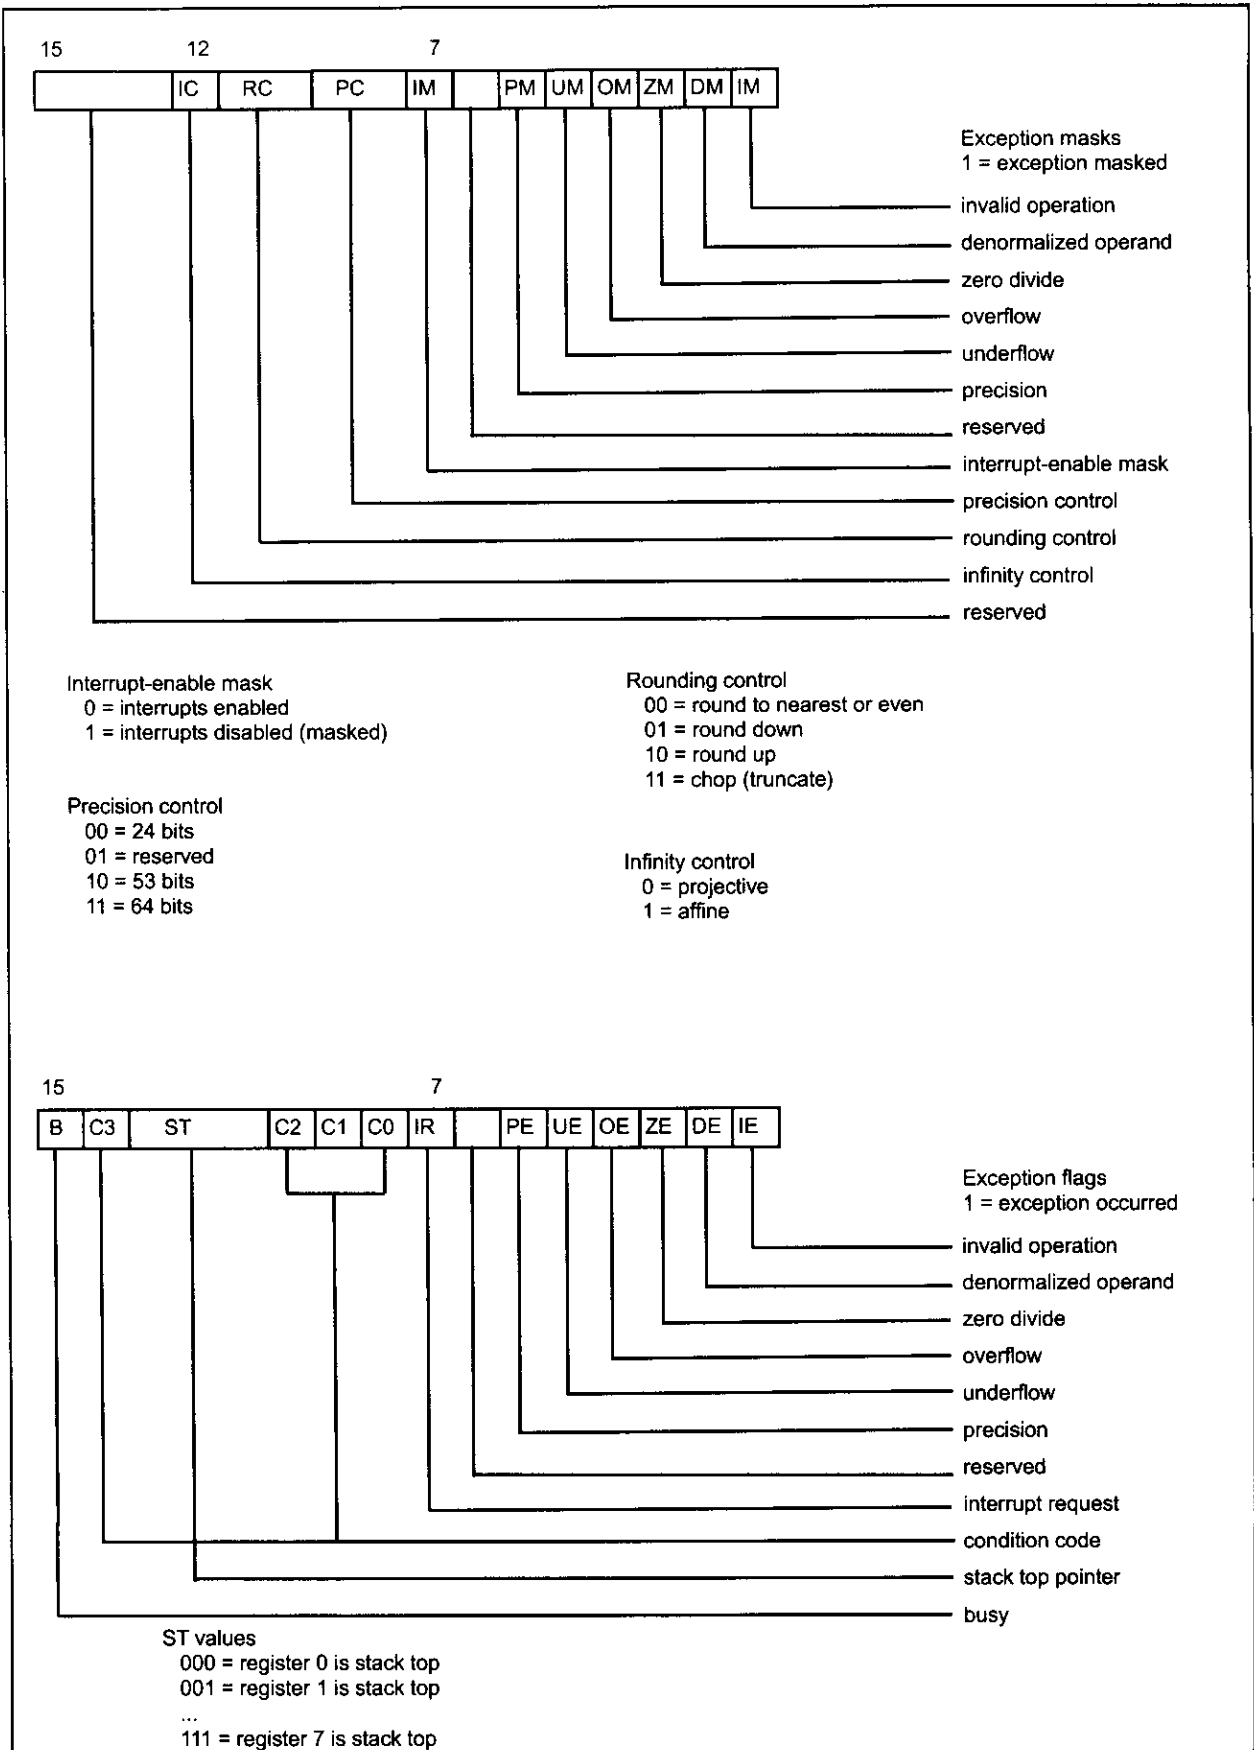 15 12 7
IC RC PC IM PM UM OM ZM DM IM
Exception masks
1 = exception masked
invalid operation
denormalized operand
zero divide
overflow
underflow
precision
reserved
interrupt-enable mask
precision control
rounding control
infinity control
reserved
Interrupt-enable mask
0 = interrupts enabled
1 = interrupts disabled (masked)
Precision control
00 = 24 bits
01 = reserved
10 = 53 bits
11 = 64 bits
Rounding control
00 = round to nearest or even
01 = round down
10 = round up
11 = chop (truncate)
Infinity control
0 = projective
1 = affine
15 7
B C3 ST C2 C1 C0 IR PE UE OE ZE DE IE
Exception flags
1 = exception occurred
invalid operation
denormalized operand
zero divide
overflow
underflow
precision
reserved
interrupt request
condition code
stack top pointer
busy
ST values
000 = register 0 is stack top
001 = register 1 is stack top
...
111 = register 7 is stack top